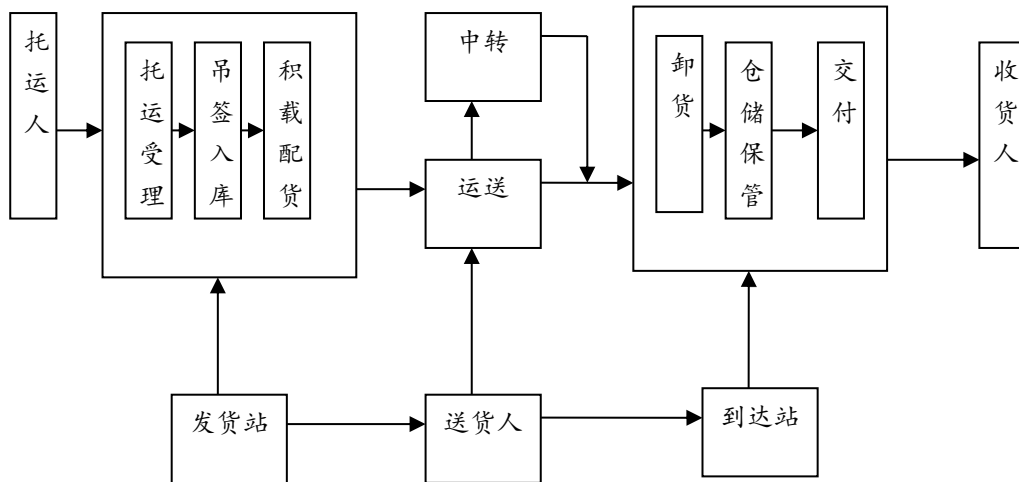 托运人
托运受理
吊签入库
积载配货
中转
运送
卸货
仓储保管
交付
收货人
发货站
送货人
到达站